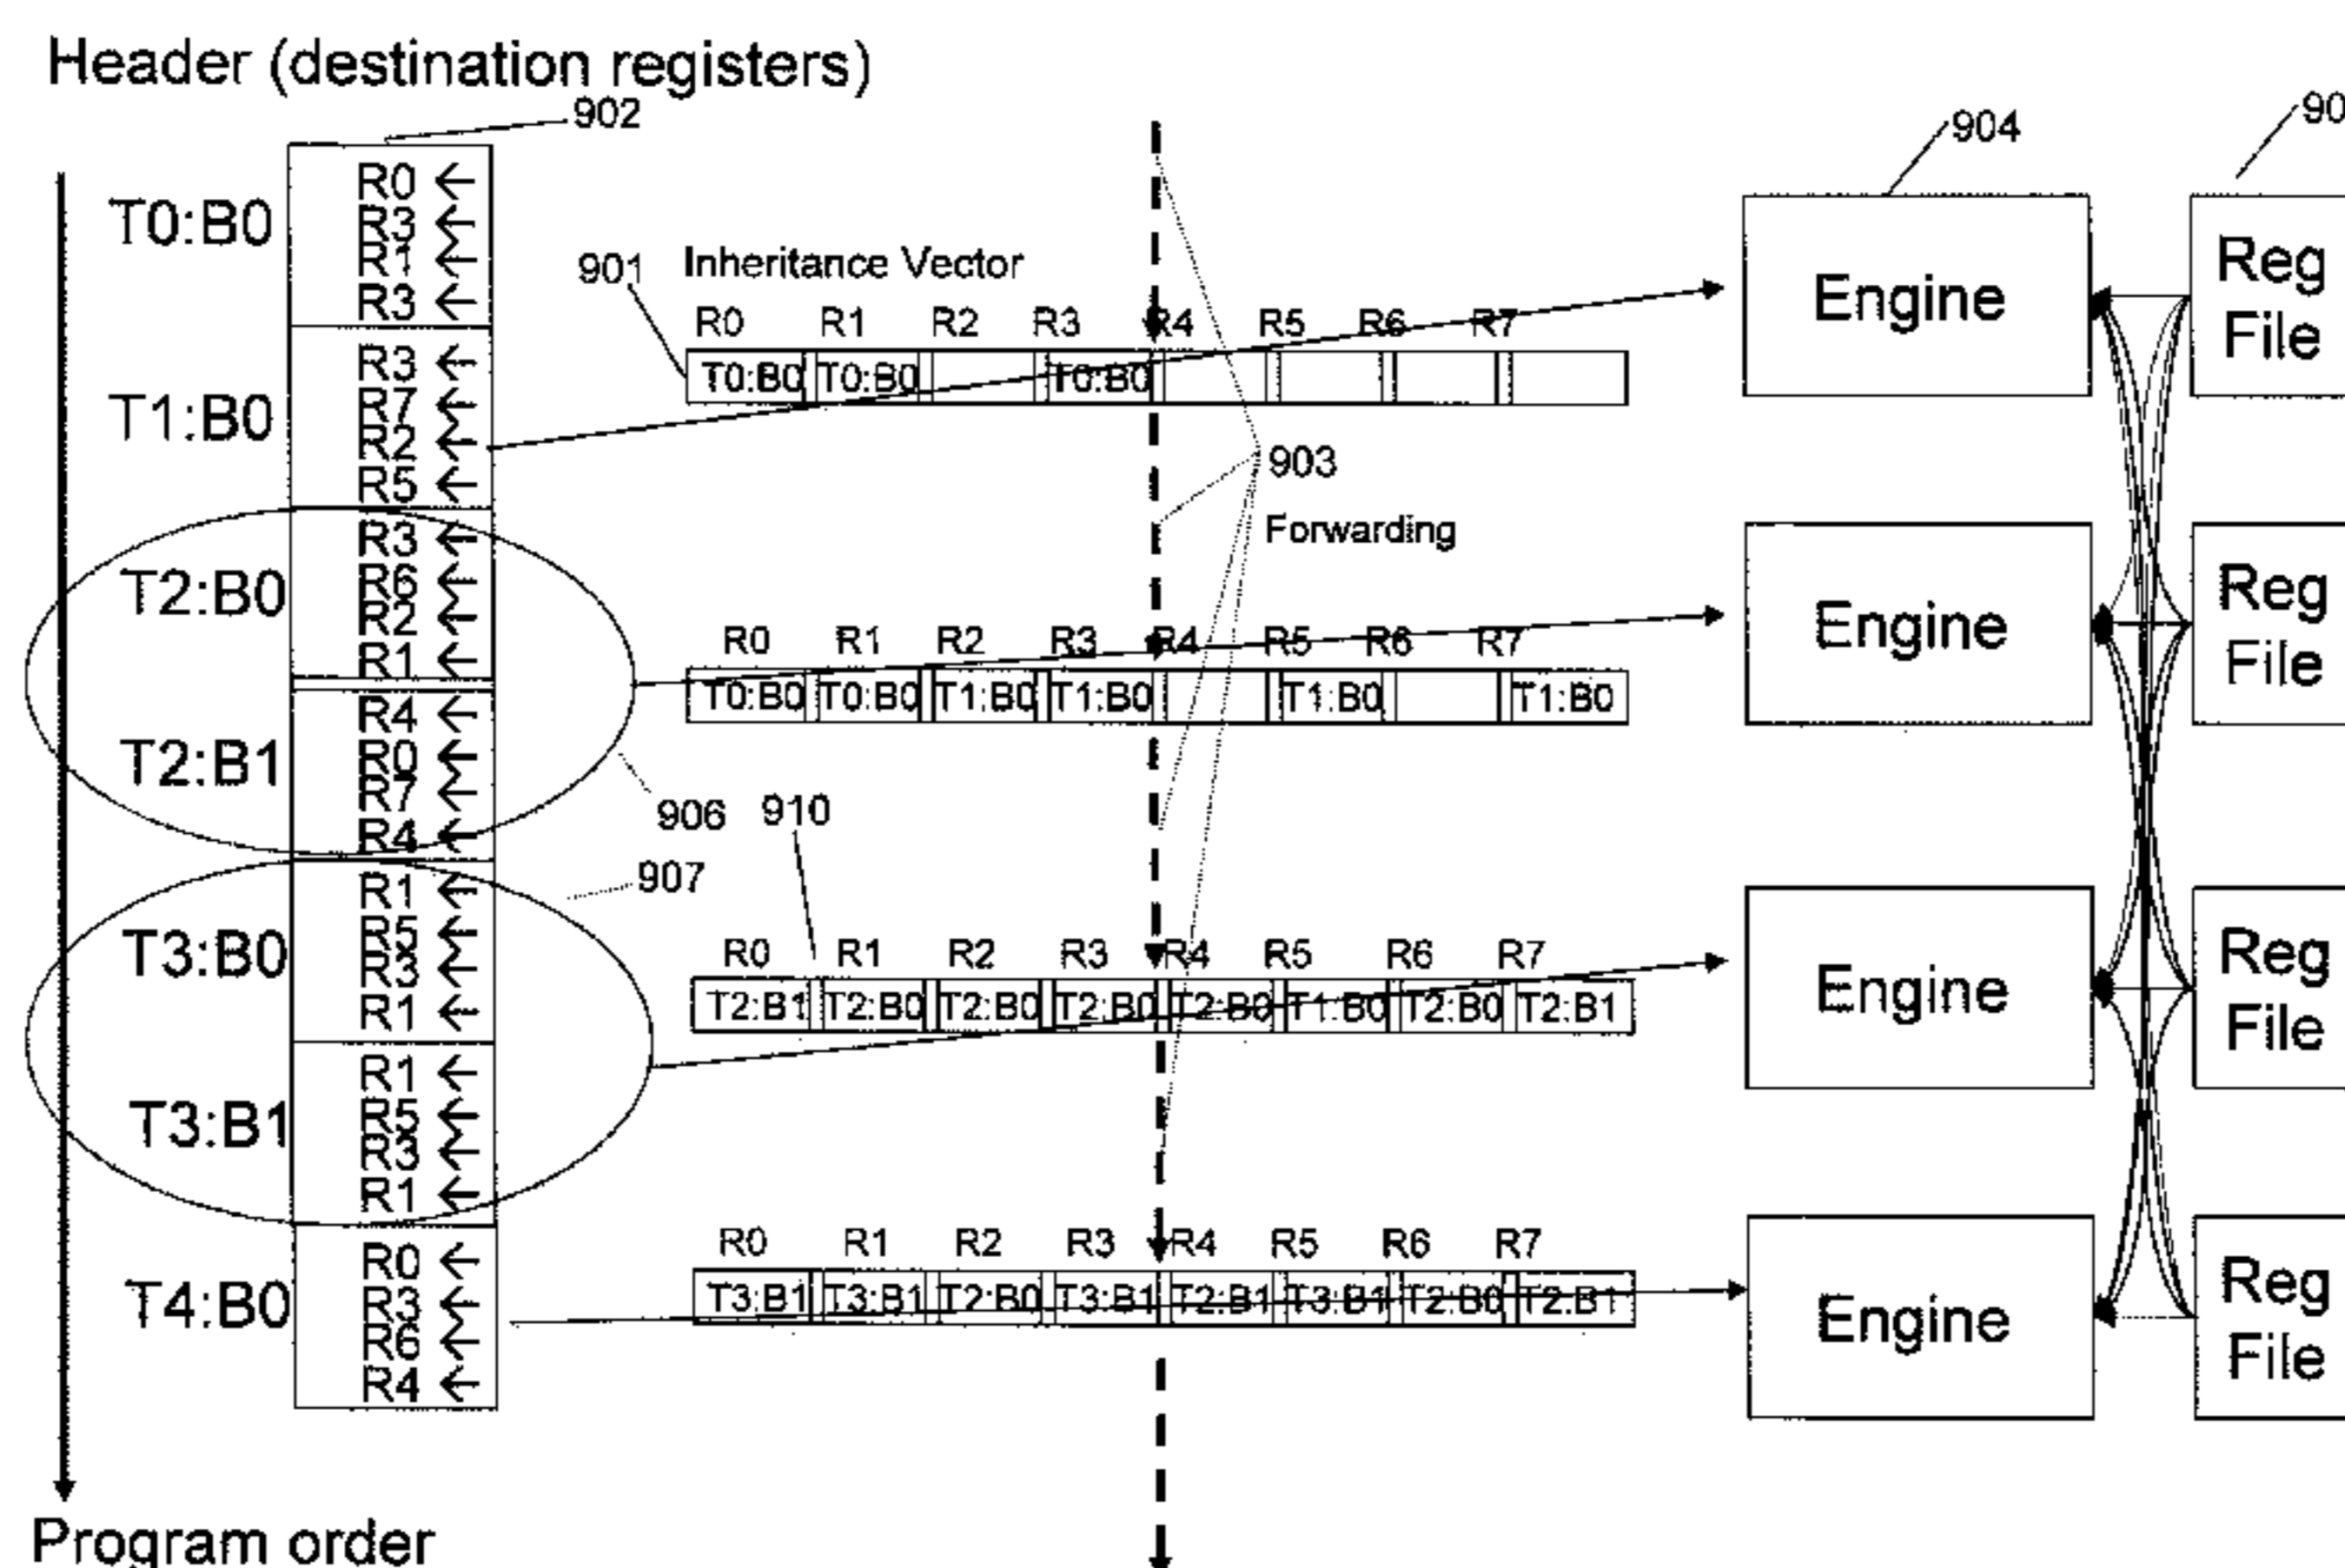 Header (destination registers)
902
904
90
T0:B0
R0 ←
R3 ←
R1 ←
R3 ←
T1:B0
R3 ←
R7 ←
R2 ←
R5 ←
T2:B0
R3 ←
R6 ←
R2 ←
R1 ←
T2:B1
R4 ←
R0 ←
R7 ←
R4 ←
T3:B0
R1 ←
R5 ←
R3 ←
R1 ←
T3:B1
R1 ←
R5 ←
R3 ←
R1 ←
T4:B0
R0 ←
R3 ←
R6 ←
R4 ←
Program order
901
Inheritance Vector
R0 R1 R2 R3 R4 R5 R6 R7
T0:B0 T0:B0 T0:B0
903
Forwarding
R0 R1 R2 R3 R4 R5 R6 R7
T0:B0 T0:B0 T1:B0 T1:B0 T1:B0 T1:B0
906
910
907
R0 R1 R2 R3 R4 R5 R6 R7
T2:B1 T2:B0 T2:B0 T2:B0 T2:B0 T1:B0 T2:B0 T2:B1
R0 R1 R2 R3 R4 R5 R6 R7
T3:B1 T3:B1 T2:B0 T3:B1 T2:B1 T3:B1 T2:B0 T2:B1
Engine
Reg
File
Engine
Reg
File
Engine
Reg
File
Engine
Reg
File